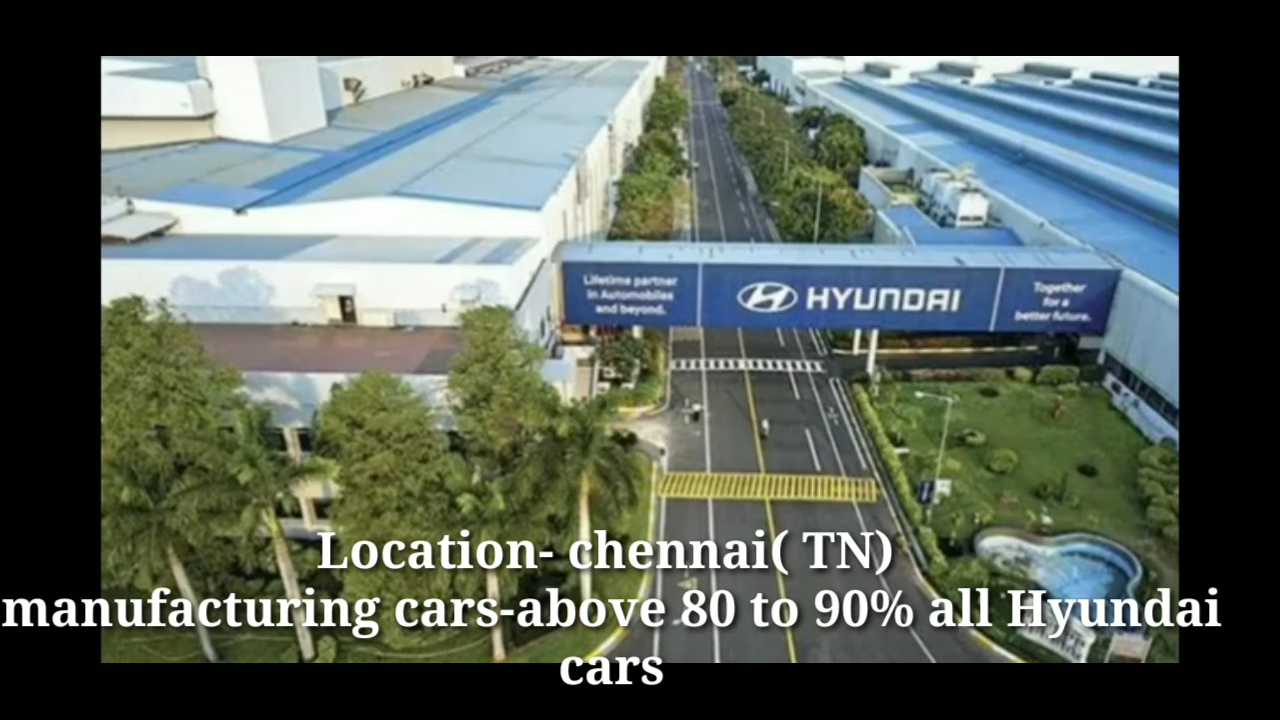 Lifetime partner
in Automobiles
and beyond.
HYUNDAI
Together
for a
better future.
Location- chennai( TN)
manufacturing cars-above 80 to 90% all Hyundai
cars